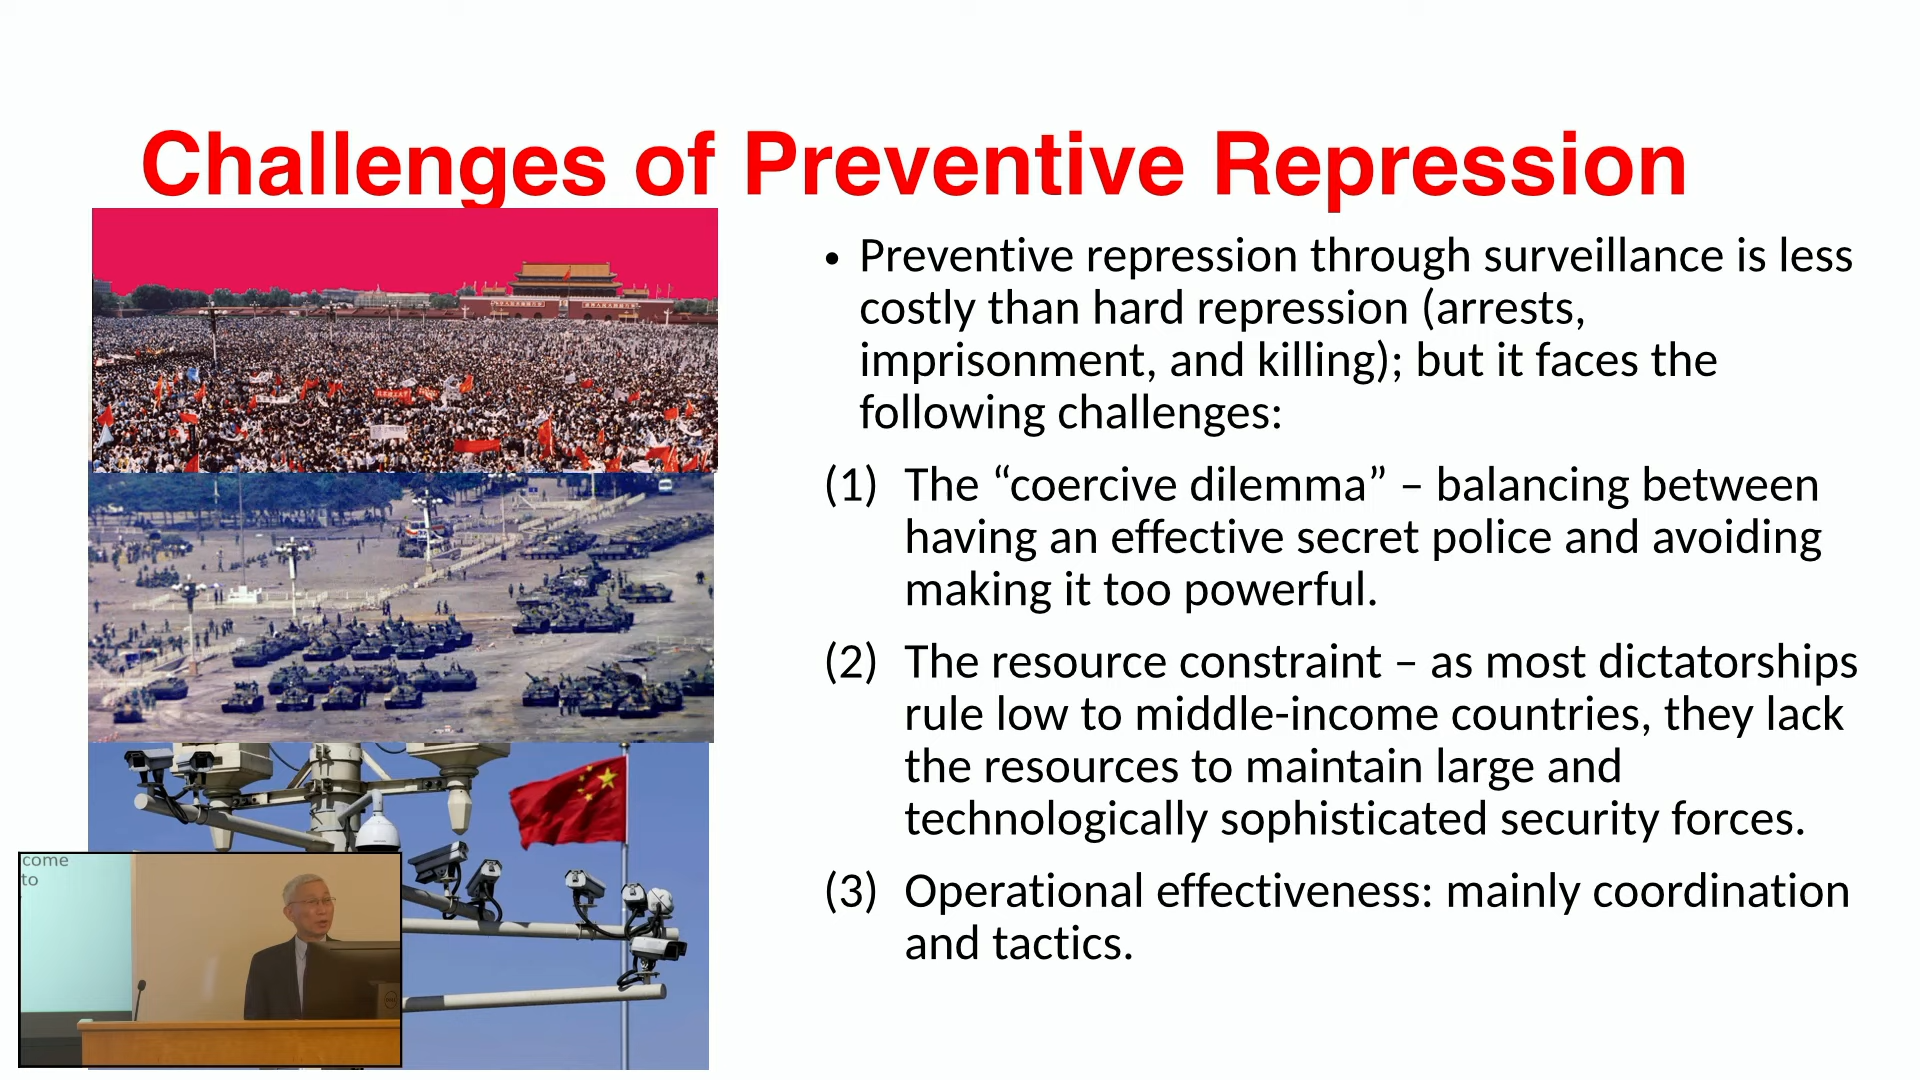 Challenges of Preventive Repression
• Preventive repression through surveillance is less
costly than hard repression (arrests,
imprisonment, and killing); but it faces the
following challenges:
(1) The “coercive dilemma” – balancing between
having an effective secret police and avoiding
making it too powerful.
(2) The resource constraint – as most dictatorships
rule low to middle-income countries, they lack
the resources to maintain large and
technologically sophisticated security forces.
(3) Operational effectiveness: mainly coordination
and tactics.
come
to